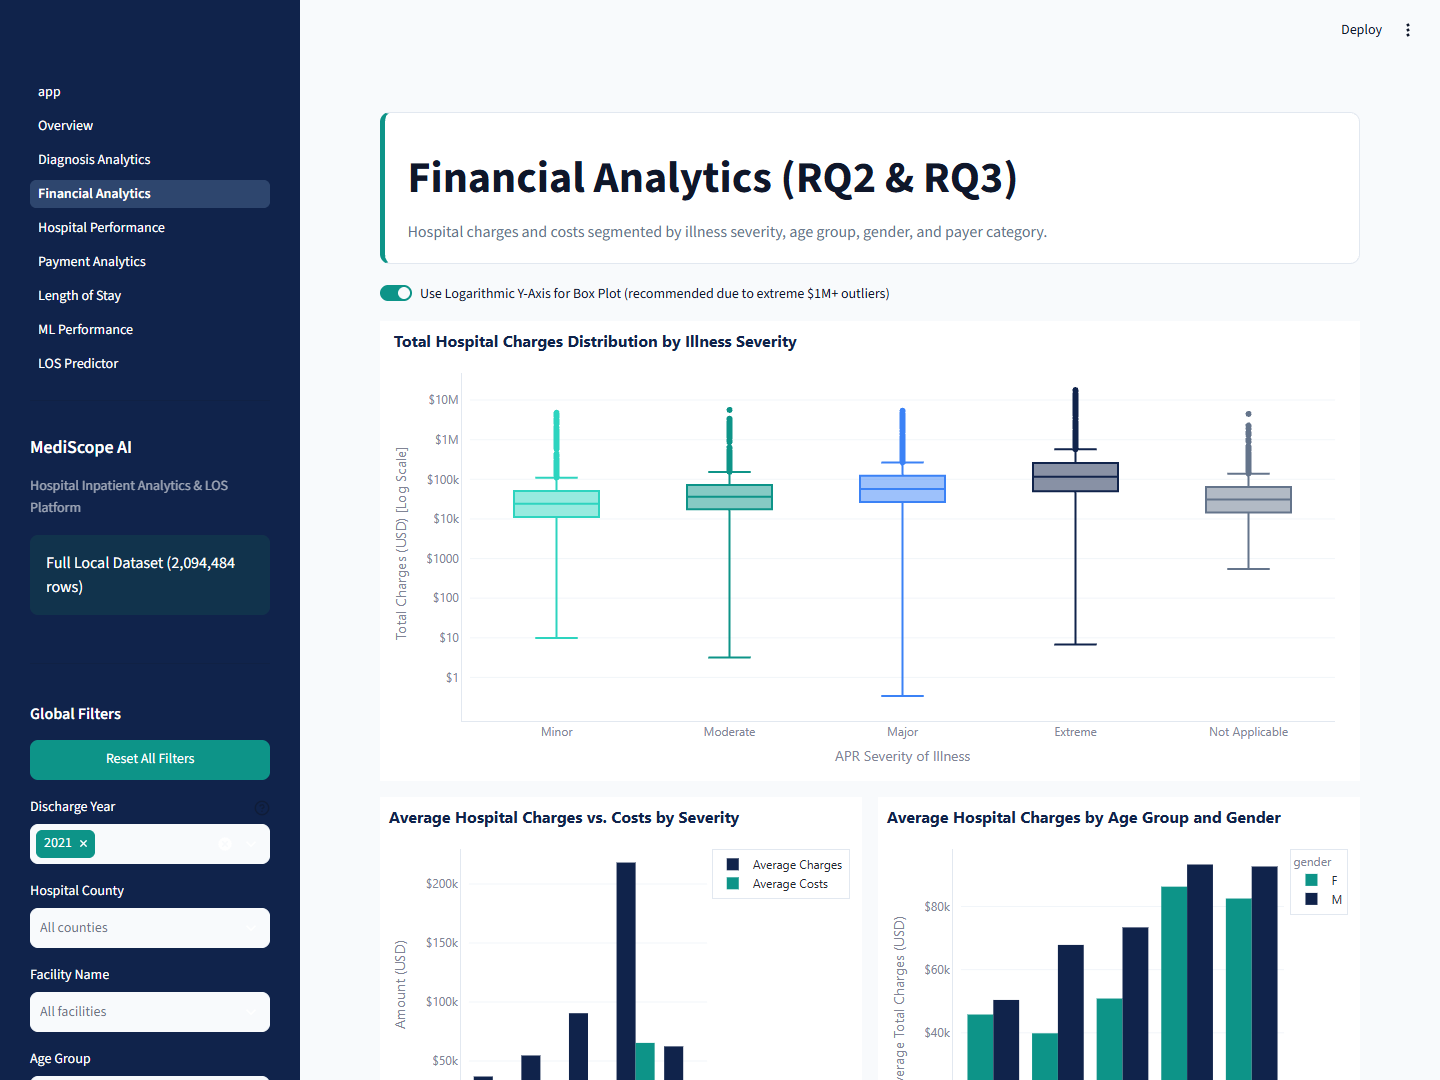 Deploy
app
Overview
Diagnosis Analytics
Financial Analytics
Hospital Performance
Payment Analytics
Length of Stay
ML Performance
LOS Predictor
MediScope AI
Hospital Inpatient Analytics & LOS
Platform
Full Local Dataset (2,094,484
rows)
Global Filters
Reset All Filters
Discharge Year
2021 ×
Hospital County
All counties
Facility Name
All facilities
Age Group
Financial Analytics (RQ2 & RQ3)
Hospital charges and costs segmented by illness severity, age group, gender, and payer category.
Use Logarithmic Y-Axis for Box Plot (recommended due to extreme $1M+ outliers)
Total Hospital Charges Distribution by Illness Severity
Total Charges (USD) [Log Scale]
$10M
$1M
$100k
$10k
$1000
$100
$10
$1
Minor
Moderate
Major
Extreme
Not Applicable
APR Severity of Illness
Average Hospital Charges vs. Costs by Severity
Amount (USD)
$200k
$150k
$100k
$50k
Average Charges
Average Costs
Average Hospital Charges by Age Group and Gender
verage Total Charges (USD)
$80k
$60k
$40k
gender
F
M